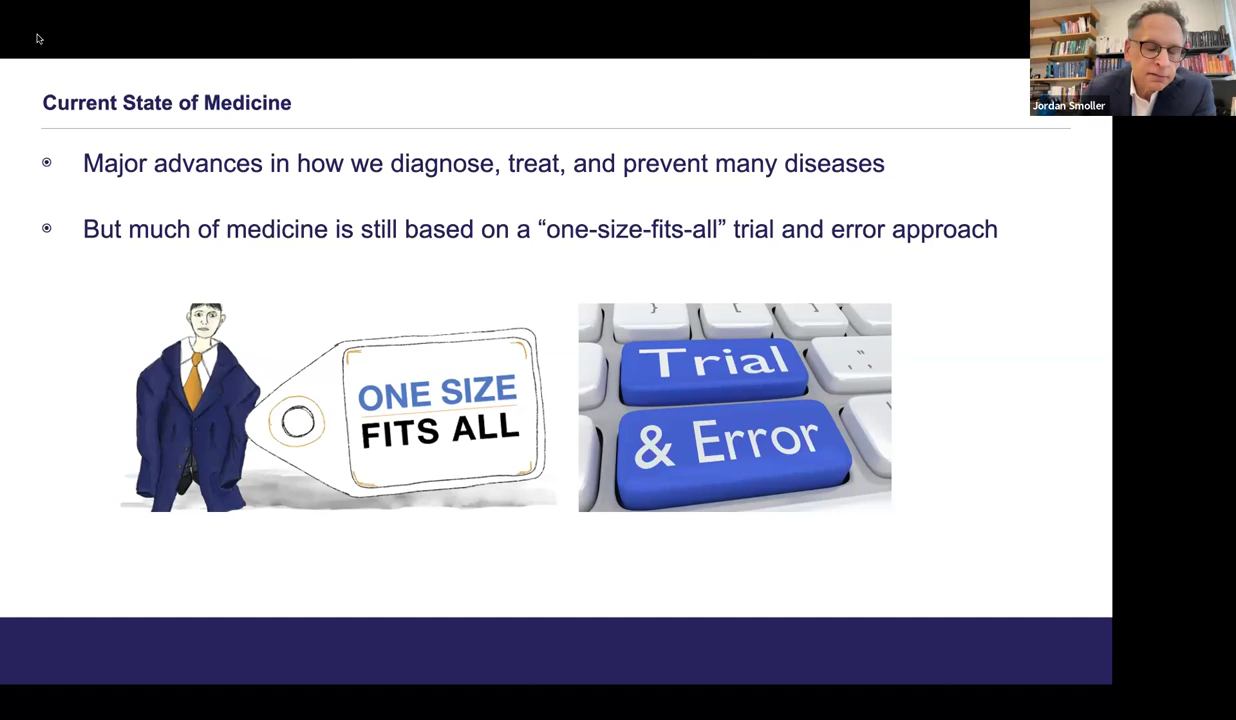 Jordan Smoller
Current State of Medicine
Major advances in how we diagnose, treat, and prevent many diseases
But much of medicine is still based on a “one-size-fits-all” trial and error approach
ONE SIZE
FITS ALL
Trial
& Error